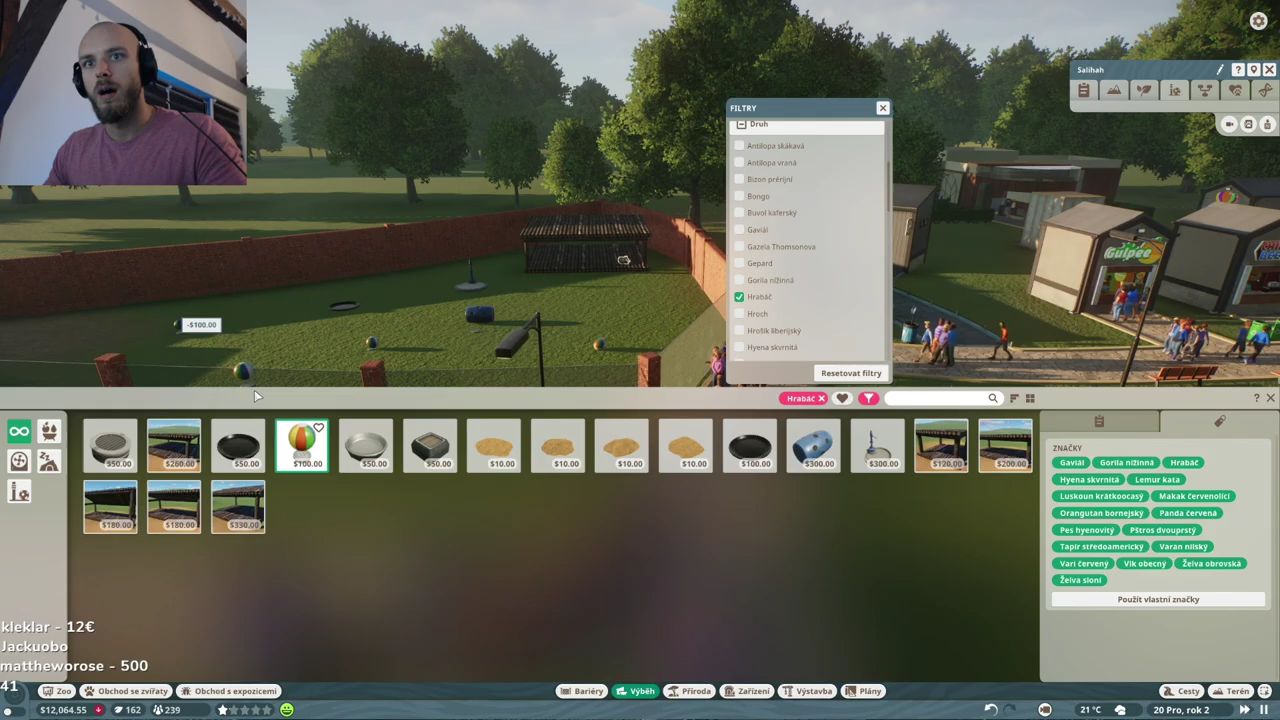 Salihah
FILTRY
Druh
Antilopa skákavá
Antilopa vraná
Bizon prérijní
Bongo
Buvol kaferský
Gaviál
Gazela Thomsonova
Gepard
Gorila nížinná
Hrabáč
Hroch
Hrošík liberijský
Hyena skvrnitá
Resetovat filtry
Gulpee
-$100.00
Hrabáč
$50.00
$260.00
$50.00
$100.00
$50.00
$50.00
$10.00
$10.00
$10.00
$10.00
$100.00
$300.00
$300.00
$120.00
$200.00
$180.00
$180.00
$330.00
ZNAČKY
Gaviál Gorila nížinná Hrabáč
Hyena skvrnitá Lemur kata
Luskoun krátkoocasý Makak červenolící
Orangutan bornejský Panda červená
Pes hyenovitý Pštros dvouprstý
Tapír středoamerický Varan nilský
Vari červený Vlk obecný Želva obrovská
Želva sloní
Použít vlastní značky
kleklar - 12€
Jackuobo
mattheworose - 500
41
Zoo Obchod se zvířaty Obchod s expozicemi
Bariéry Výběh Příroda Zařízení Výstavba Plány
Cesty Terén
$12,064.55 162 239
21 °C 20 Pro, rok 2